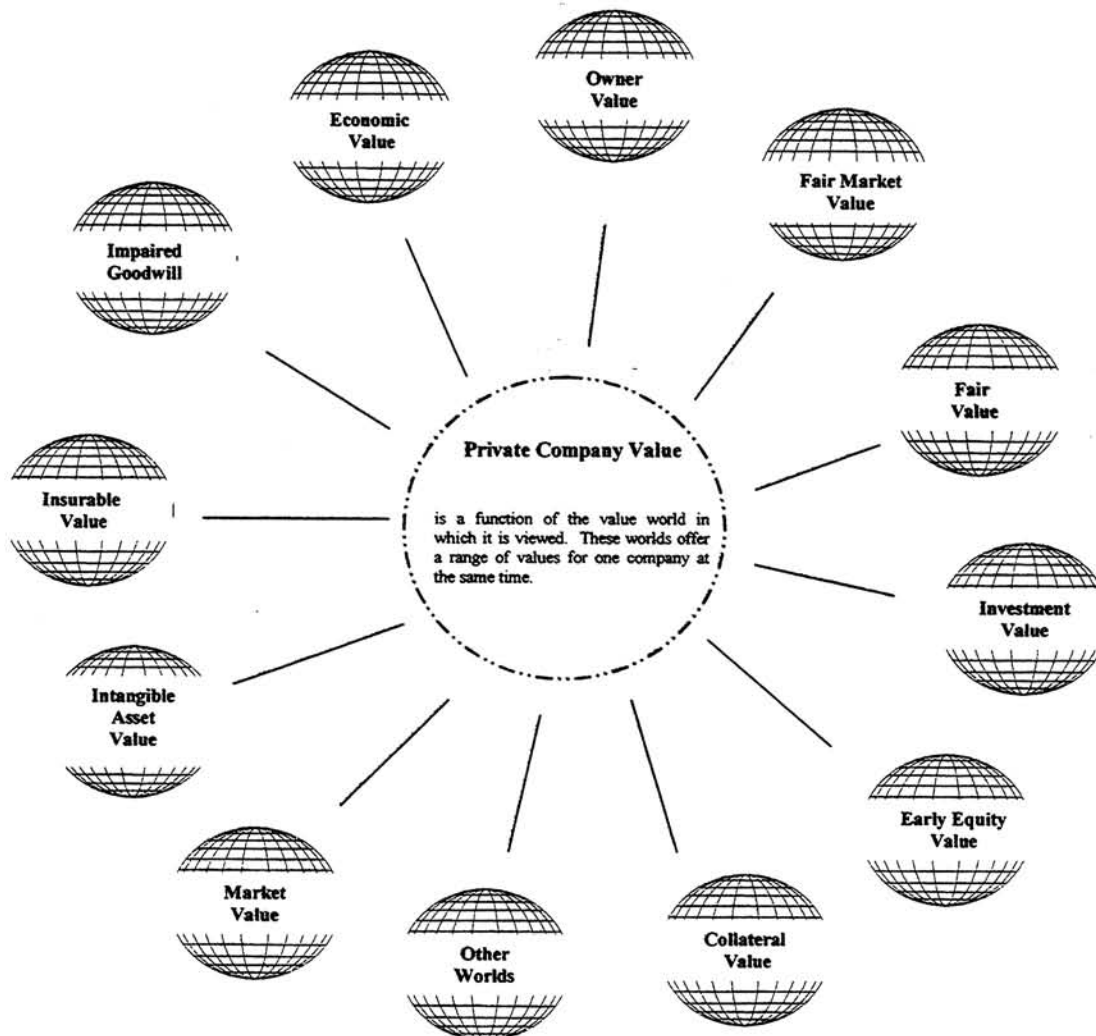 Owner
Value
Economic
Value
Fair Market
Value
Impaired
Goodwill
Fair
Value
Private Company Value
is a function of the value world in
which it is viewed. These worlds offer
a range of values for one company at
the same time.
Insurable
Value
Investment
Value
Intangible
Asset
Value
Early Equity
Value
Market
Value
Other
Worlds
Collateral
Value